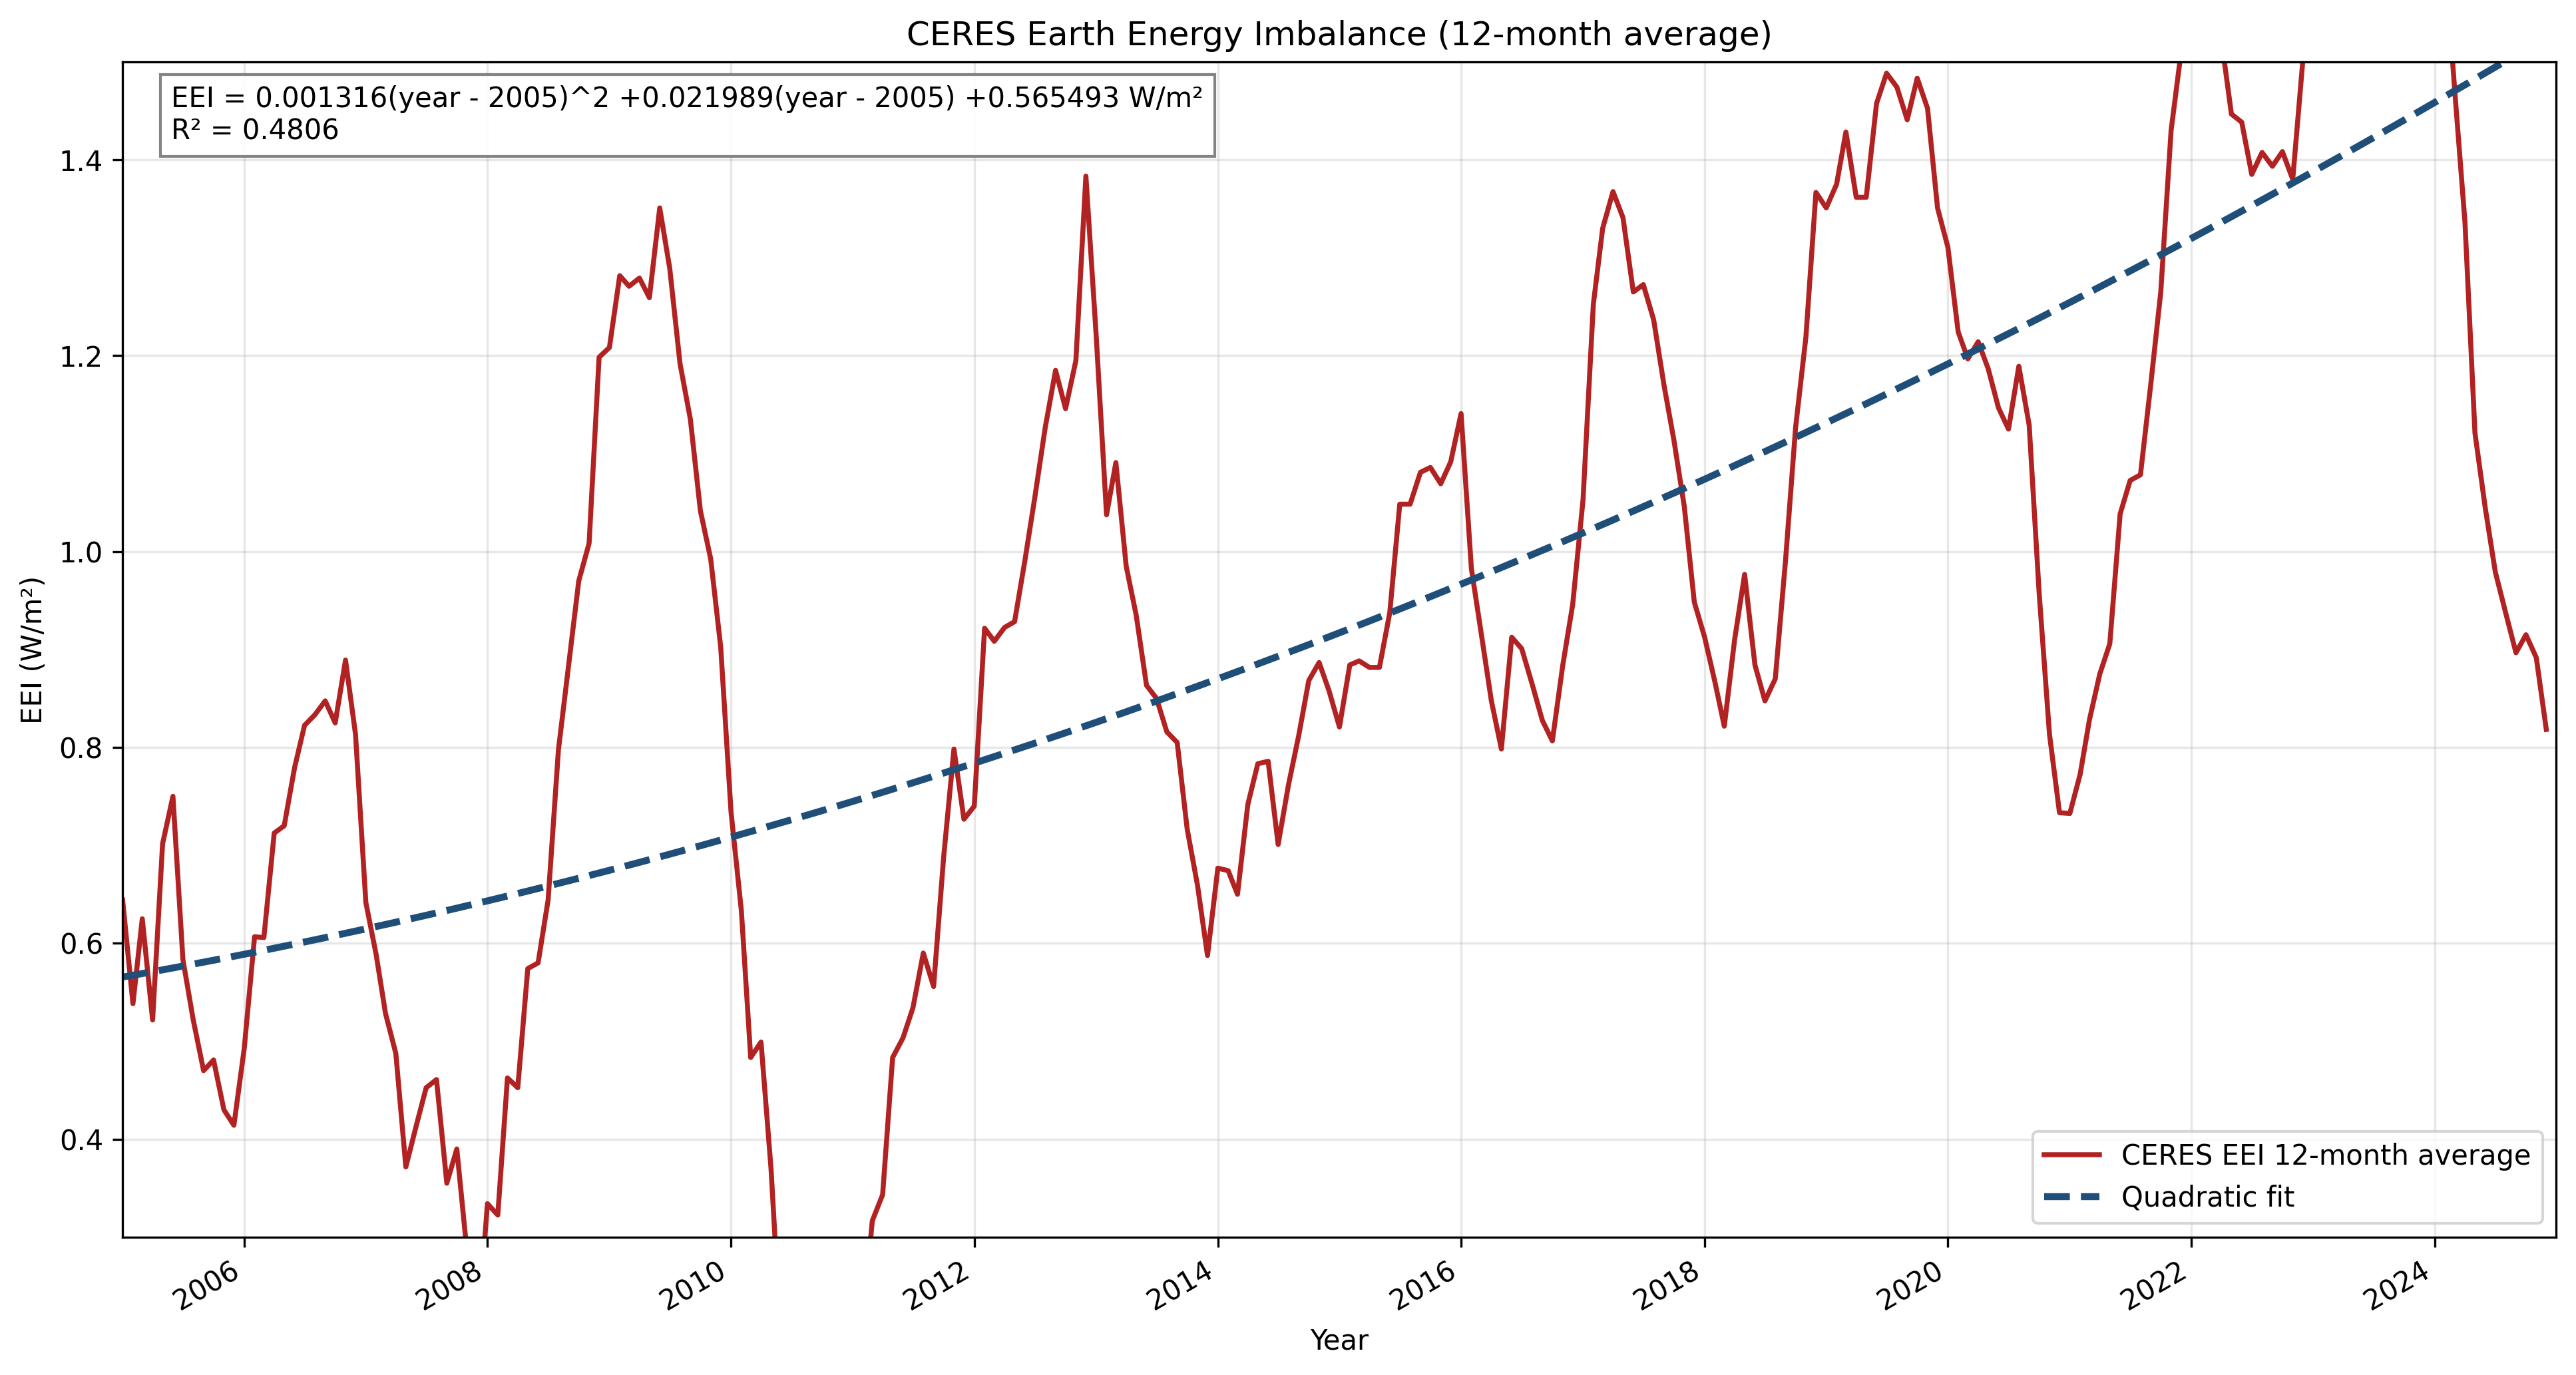 CERES Earth Energy Imbalance (12-month average)
EEI = 0.001316(year - 2005)^2 +0.021989(year - 2005) +0.565493 W/m²
R² = 0.4806
1.4
1.2
1.0
0.8
0.6
0.4
EEI (W/m²)
CERES EEI 12-month average
Quadratic fit
2006
2008
2010
2012
2014
2016
2018
2020
2022
2024
Year